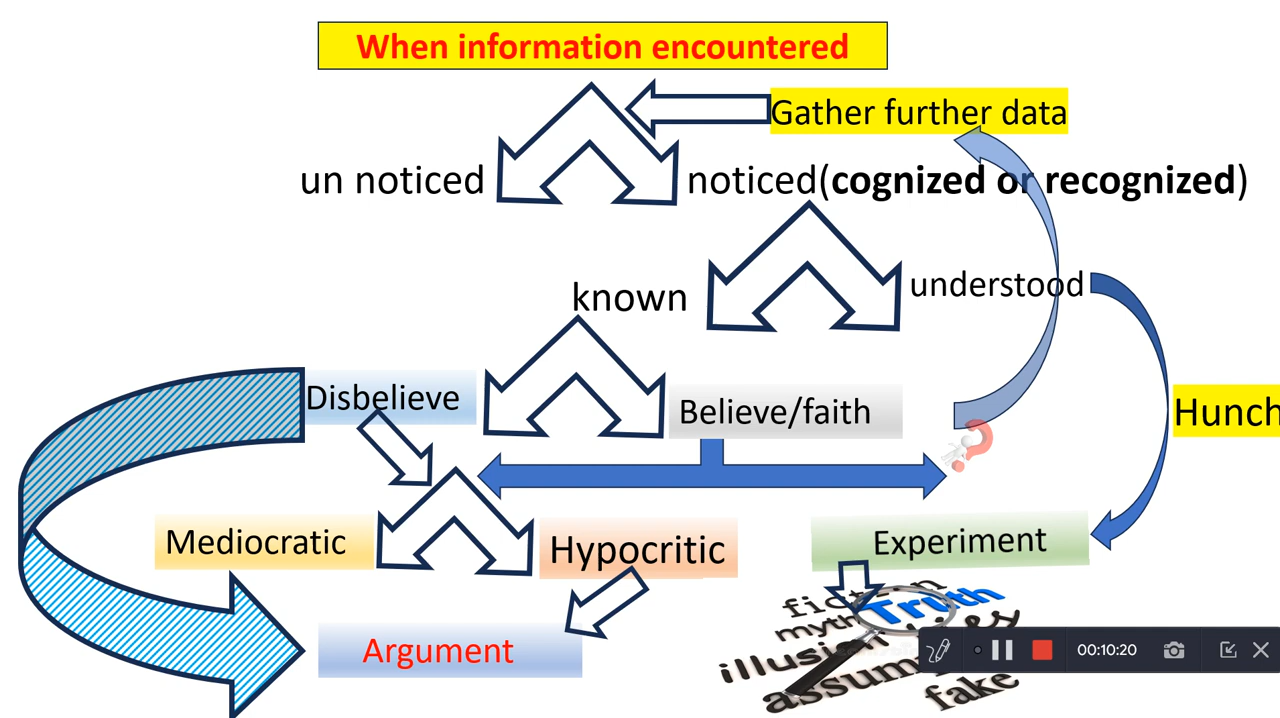 When information encountered
Gather further data
un noticed
noticed(cognized or recognized)
known
understood
Disbelieve
Believe/faith
Hunch
Mediocratic
Hypocritic
Experiment
fiction
Truth
myth
illusi
assum
fake
Argument
00:10:20